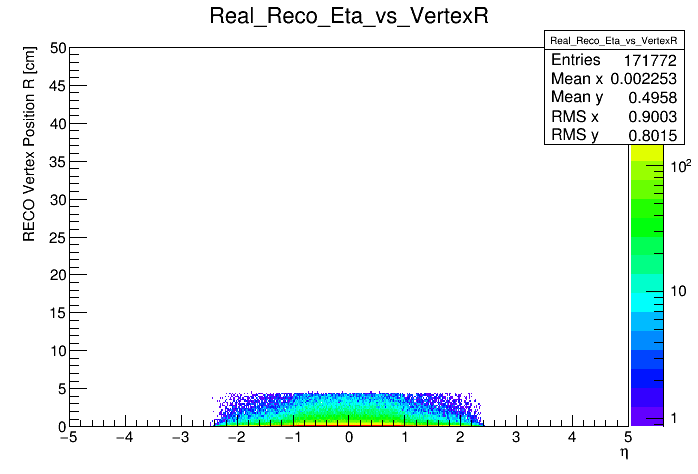 Real_Reco_Eta_vs_VertexR
Real_Reco_Eta_vs_VertexR
Entries 171772
Mean x 0.002253
Mean y 0.4958
RMS x 0.9003
RMS y 0.8015
RECO Vertex Position R [cm]
50
45
40
35
30
25
20
15
10
5
0
−5 −4 −3 −2 −1 0 1 2 3 4 5
η
10²
10
1